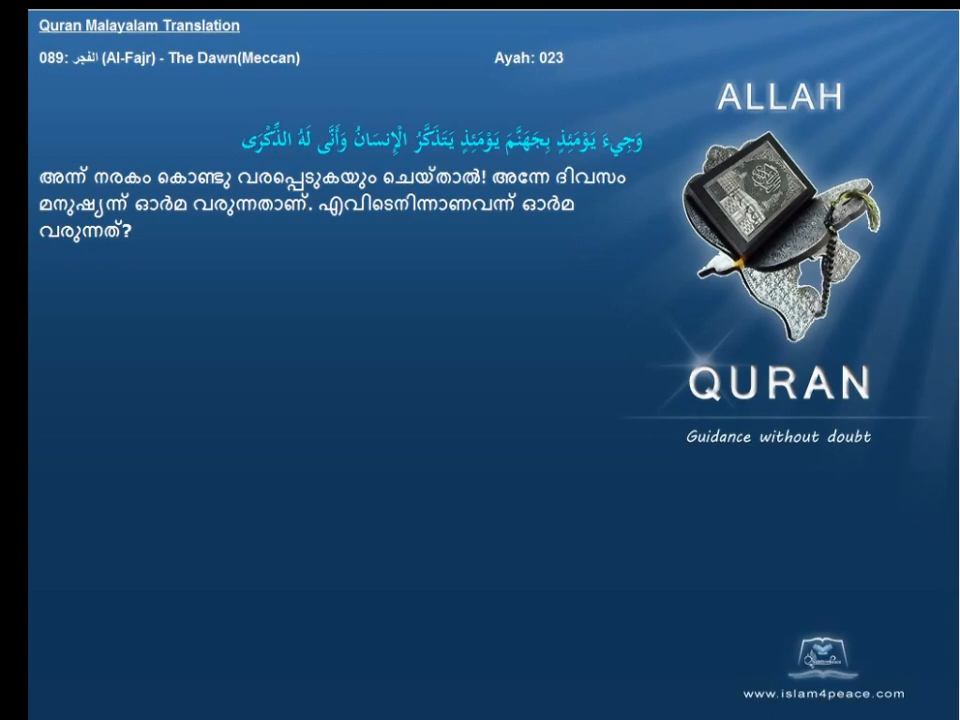 Quran Malayalam Translation
089: الفجر (Al-Fajr) - The Dawn(Meccan) Ayah: 023
وَجِيءَ يَوْمَئِذٍ بِجَهَنَّمَ يَوْمَئِذٍ يَتَذَكَّرُ الْإِنسَانُ وَأَنَّى لَهُ الذِّكْرَى
അന്ന് നരകം കൊണ്ടു വരപ്പെടുകയും ചെയ്താല്‍! അന്നേ ദിവസം
മനുഷ്യന്ന് ഓര്‍മ വരുന്നതാണ്. എവിടെനിന്നാണവന്ന് ഓര്‍മ
വരുന്നത്?
ALLAH
QURAN
Guidance without doubt
www.islam4peace.com